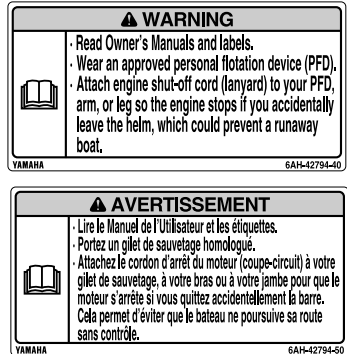 WARNING
· Read Owner's Manuals and labels.
· Wear an approved personal flotation device (PFD).
· Attach engine shut-off cord (lanyard) to your PFD,
arm, or leg so the engine stops if you accidentally
leave the helm, which could prevent a runaway
boat.
YAMAHA 6AH-42794-40
AVERTISSEMENT
· Lire le Manuel de l'Utilisateur et les étiquettes.
· Portez un gilet de sauvetage homologué.
· Attachez le cordon d'arrêt du moteur (coupe-circuit) à votre
gilet de sauvetage, à votre bras ou à votre jambe pour que le
moteur s'arrête si vous quittez accidentellement la barre.
Cela permet d'éviter que le bateau ne poursuive sa route
sans contrôle.
YAMAHA 6AH-42794-50